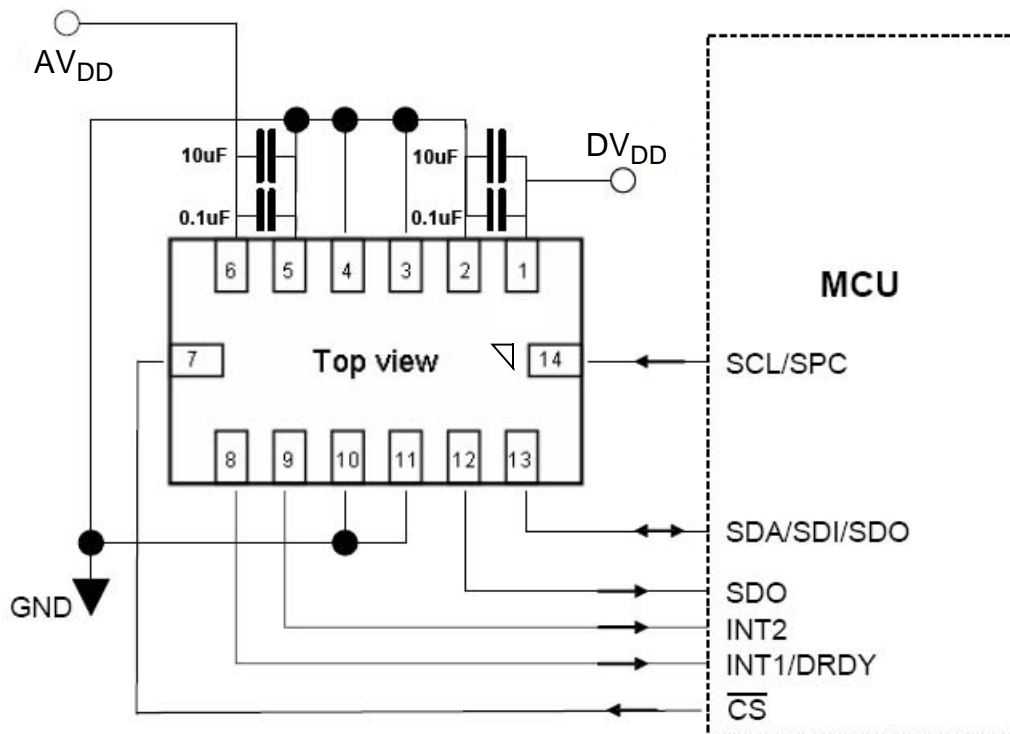 AVDD
10uF
10uF
DVDD
0.1uF
0.1uF
6 5 4 3 2 1
MCU
7
Top view
14
SCL/SPC
8 9 10 11 12 13
SDA/SDI/SDO
SDO
GND
INT2
INT1/DRDY
CS